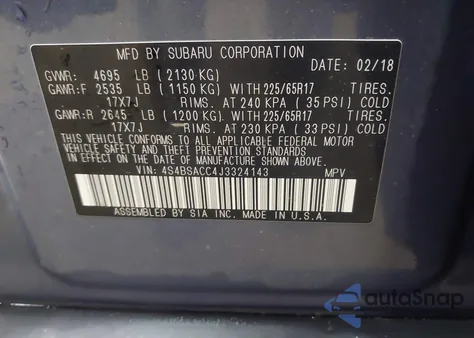 MFD BY SUBARU CORPORATION DATE: 02/18
GVWR: 4695 LB (2130 KG)
GAWR:F 2535 LB (1150 KG) WITH 225/65R17 TIRES.
17X7J RIMS. AT 240 KPA (35 PSI) COLD
GAWR:R 2645 LB (1200 KG) WITH 225/65R17 TIRES.
17X7J RIMS. AT 230 KPA (33 PSI) COLD
THIS VEHICLE CONFORMS TO ALL APPLICABLE FEDERAL MOTOR
VEHICLE SAFETY, BUMPER, AND THEFT PREVENTION STANDARDS
IN EFFECT ON THE DATE OF MANUFACTURE SHOWN ABOVE.
VIN: 4S4BSACC4J3324143 MPV
ASSEMBLED BY SIA INC. MADE IN U.S.A.
autoSnap